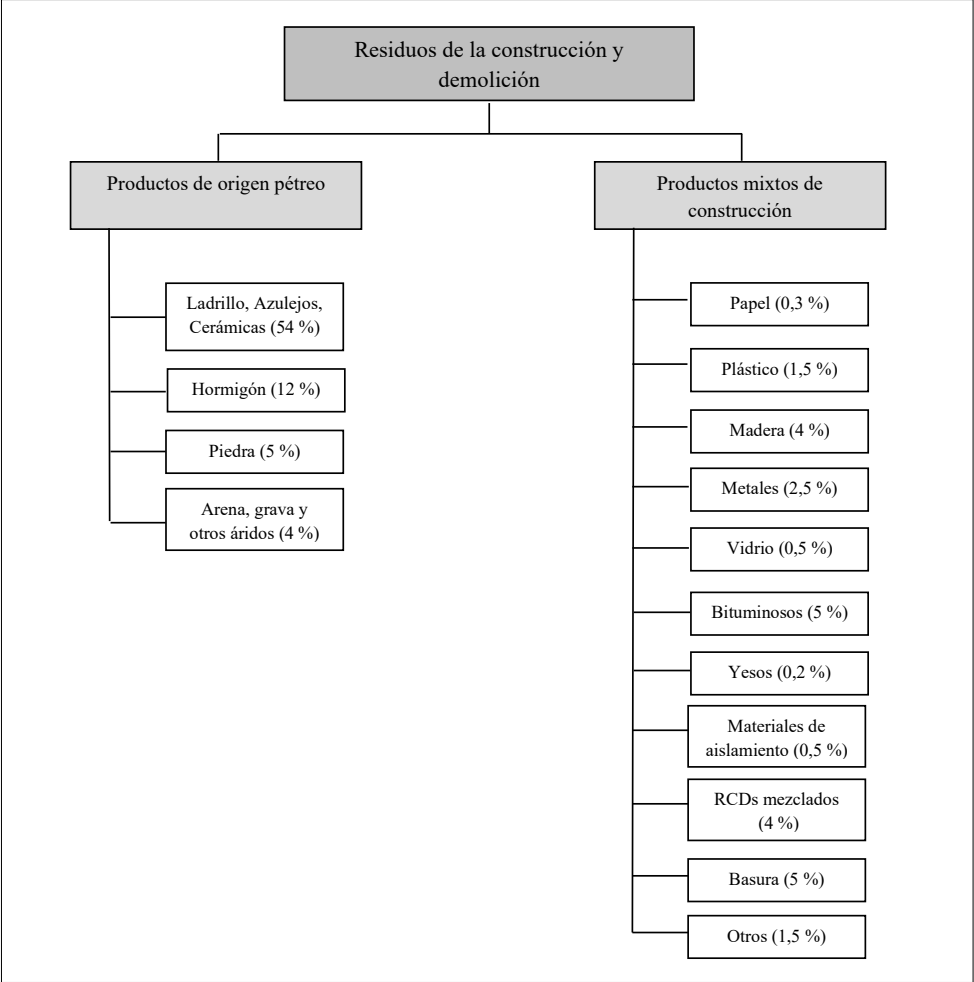 Residuos de la construcción y
demolición
Productos de origen pétreo
Ladrillo, Azulejos,
Cerámicas (54 %)
Hormigón (12 %)
Piedra (5 %)
Arena, grava y
otros áridos (4 %)
Productos mixtos de
construcción
Papel (0,3 %)
Plástico (1,5 %)
Madera (4 %)
Metales (2,5 %)
Vidrio (0,5 %)
Bituminosos (5 %)
Yesos (0,2 %)
Materiales de
aislamiento (0,5 %)
RCDs mezclados
(4 %)
Basura (5 %)
Otros (1,5 %)